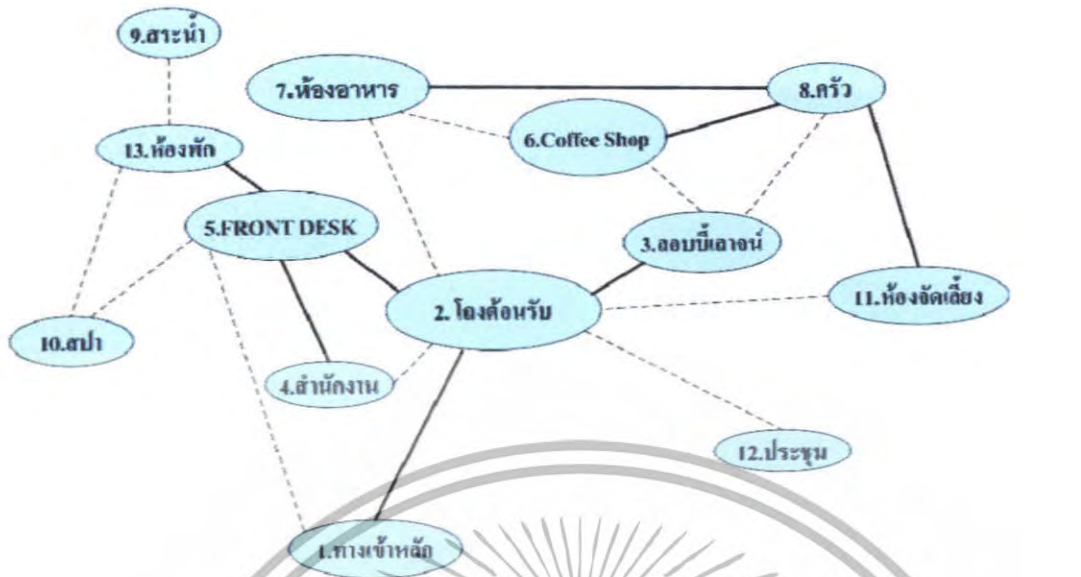 9.สระน้ำ
7.ห้องอาหาร
8.ครัว
6.Coffee Shop
13.ห้องพัก
5.FRONT DESK
3.ลอบบี้เลาจน์
2.โถงต้อนรับ
11.ห้องจัดเลี้ยง
10.สปา
4.สำนักงาน
12.ประชุม
1.ทางเข้าหลัก